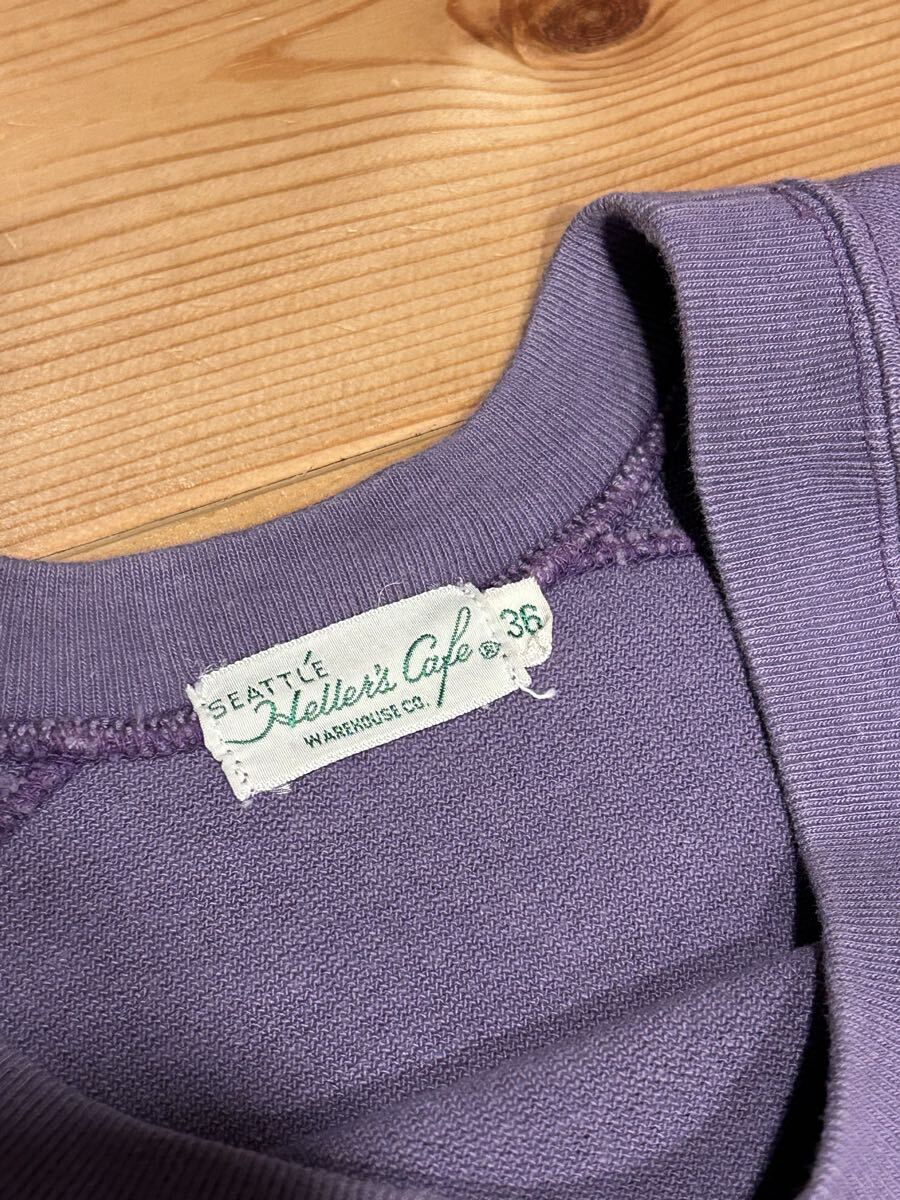 SEATTLE
Heller's Cafe ®
WAREHOUSE CO.
36